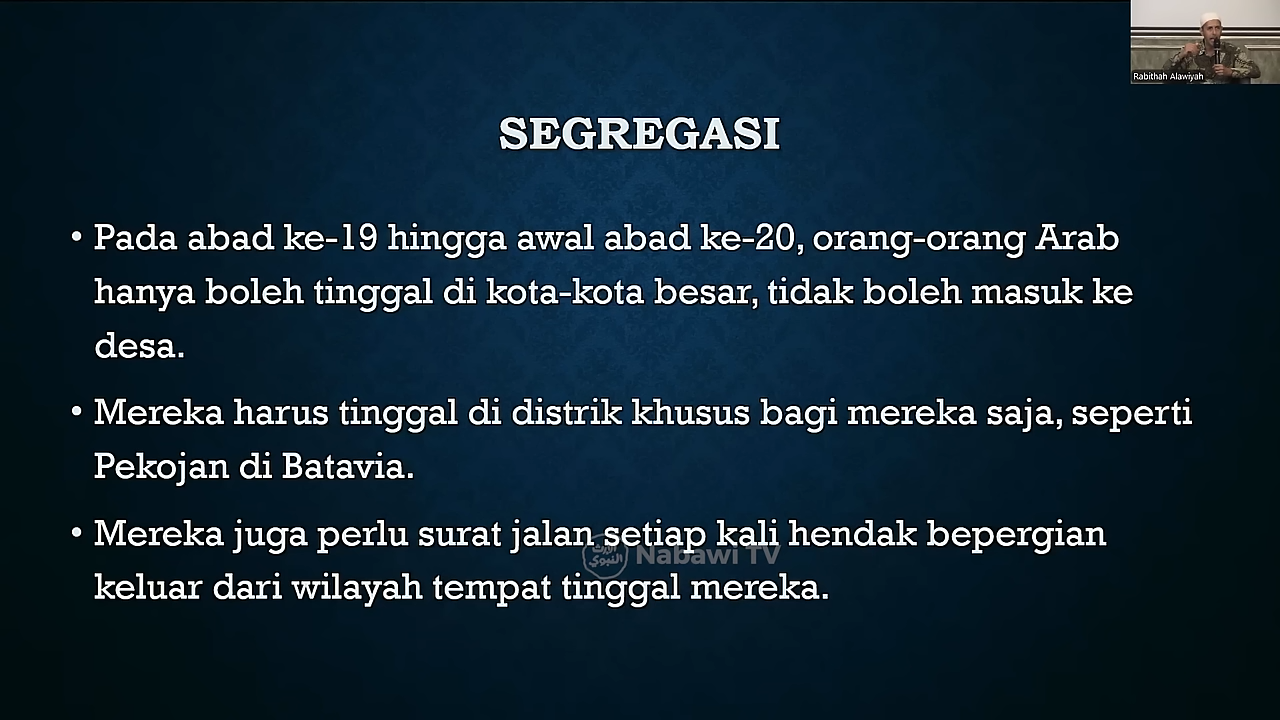 Rabithah Alawiyah
SEGREGASI
• Pada abad ke-19 hingga awal abad ke-20, orang-orang Arab
hanya boleh tinggal di kota-kota besar, tidak boleh masuk ke
desa.
• Mereka harus tinggal di distrik khusus bagi mereka saja, seperti
Pekojan di Batavia.
• Mereka juga perlu surat jalan setiap kali hendak bepergian
Nabawi TV
keluar dari wilayah tempat tinggal mereka.